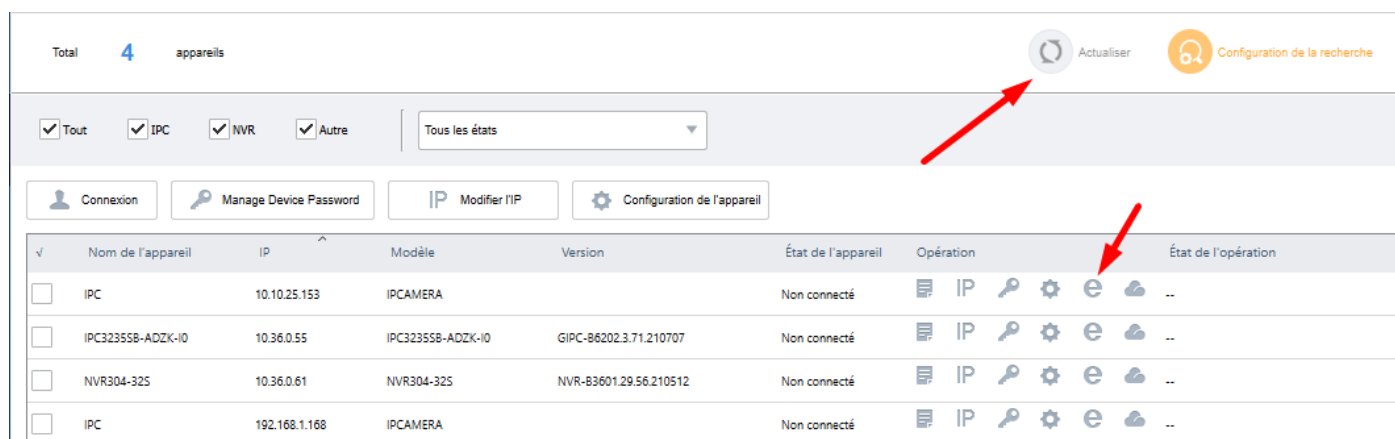 Total 4 appareils Actualiser Configuration de la recherche
Tout IPC NVR Autre Tous les états
Connexion Manage Device Password IP Modifier l'IP Configuration de l'appareil
√ Nom de l'appareil IP Modèle Version État de l'appareil Opération État de l'opération
IPC 10.10.25.153 IPCAMERA Non connecté IP --
IPC3235SB-ADZK-I0 10.36.0.55 IPC3235SB-ADZK-I0 GIPC-B6202.3.71.210707 Non connecté IP --
NVR304-32S 10.36.0.61 NVR304-32S NVR-B3601.29.56.210512 Non connecté IP --
IPC 192.168.1.168 IPCAMERA Non connecté IP --